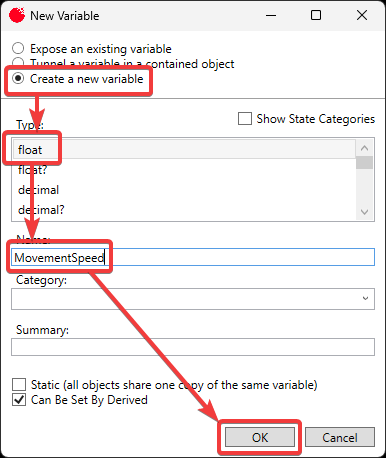 New Variable
Expose an existing variable
Tunnel a variable in a contained object
Create a new variable
Show State Categories
Type:
float
float?
decimal
decimal?
Name:
MovementSpeed
Category:
Summary:
Static (all objects share one copy of the same variable)
Can Be Set By Derived
OK
Cancel